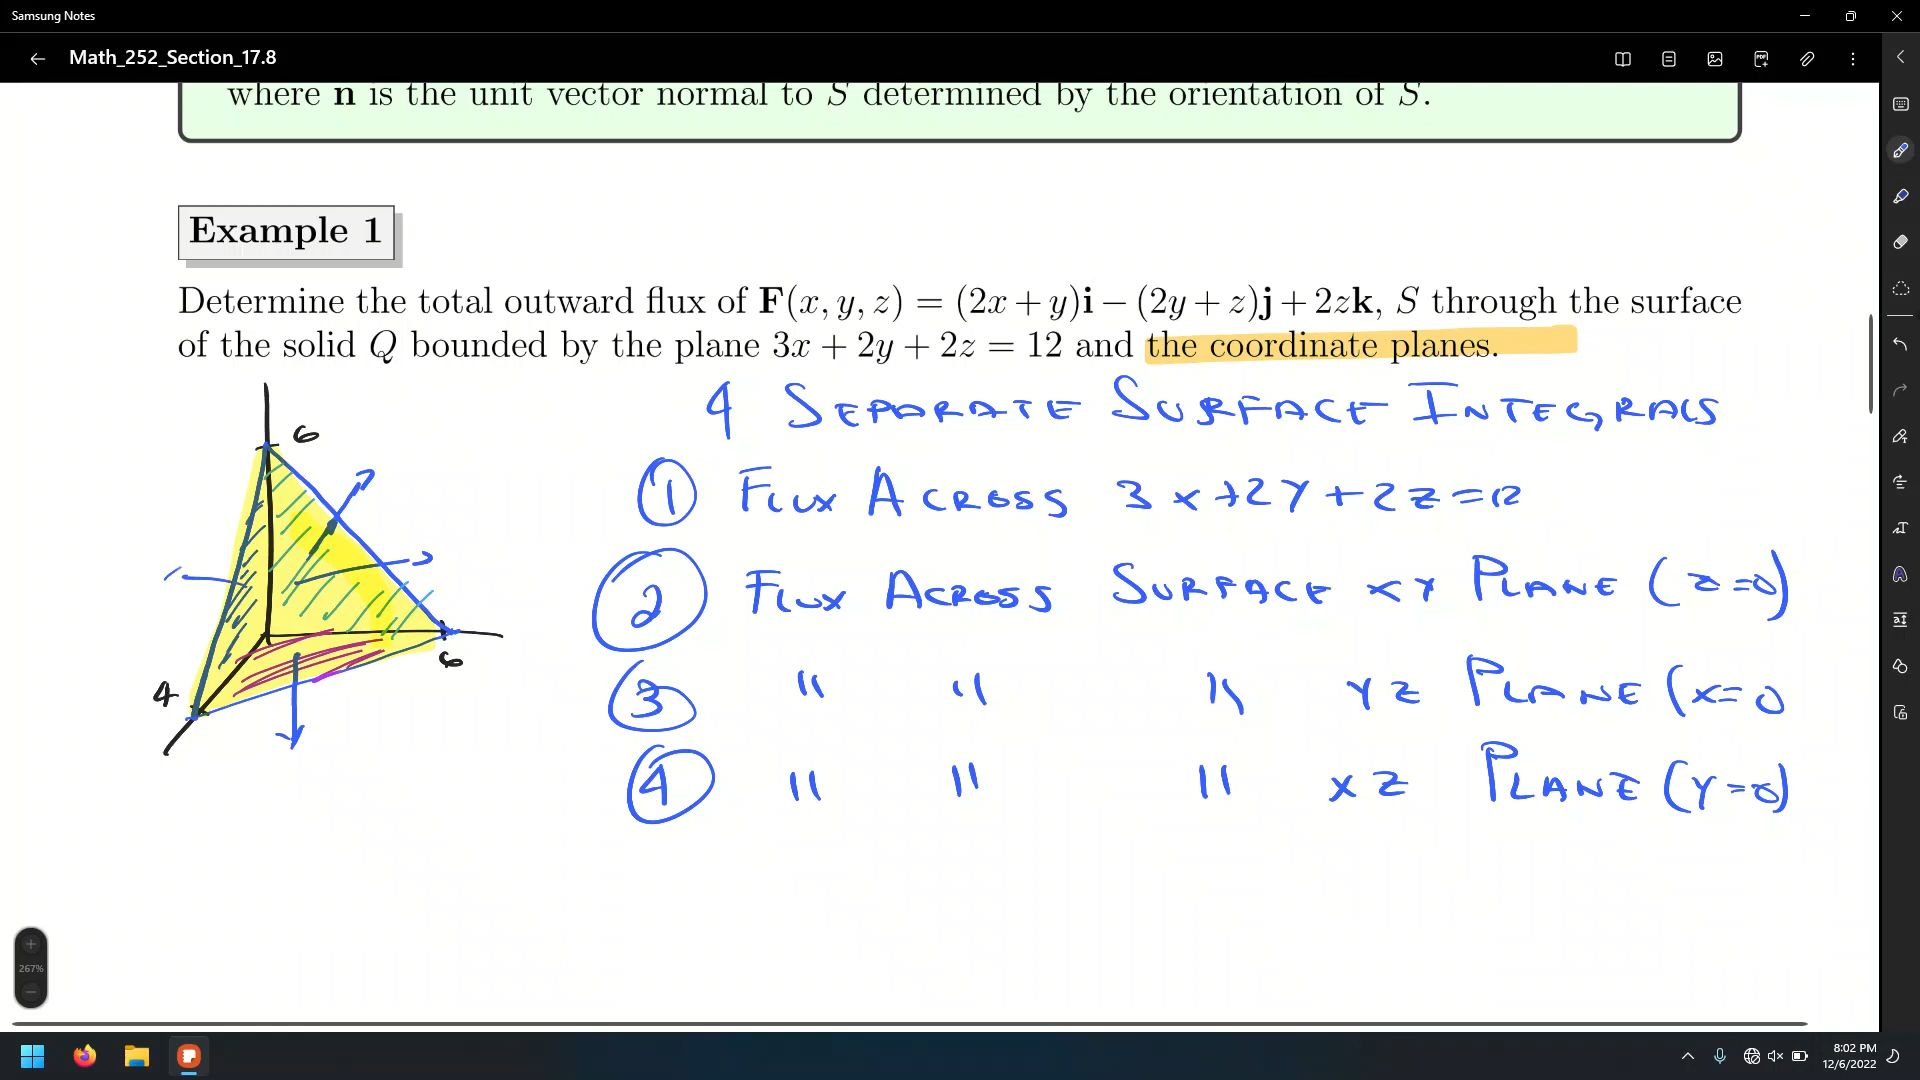 Samsung Notes
Math_252_Section_17.8
where n is the unit vector normal to S determined by the orientation of S.
Example 1
Determine the total outward flux of F(x, y, z) = (2x + y)i − (2y + z)j + 2zk, S through the surface
of the solid Q bounded by the plane 3x + 2y + 2z = 12 and the coordinate planes.
6
6
4
4 SEPARATE SURFACE INTEGRALS
① FLUX ACROSS 3x+2Y+2Z=12
② FLUX ACROSS SURFACE XY PLANE (Z=0)
③ " " " YZ PLANE (X=0
④ " " " XZ PLANE (Y=0)
267%
8:02 PM
12/6/2022